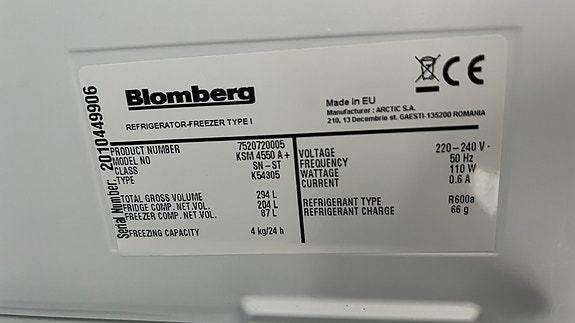 Serial Number: 2010449906
Blomberg
CE
REFRIGERATOR-FREEZER TYPE I
Made in EU
Manufacturer : ARCTIC S.A.
210, 13 Decembrie st. GAESTI-135200 ROMANIA
PRODUCT NUMBER 7520720005
MODEL NO KSM 4550 A+
CLASS SN-ST
-TYPE K54305
TOTAL GROSS VOLUME 294 L
FRIDGE COMP. NET.VOL. 204 L
FREEZER COMP. NET.VOL. 87 L
FREEZING CAPACITY 4 kg/24 h
VOLTAGE 220-240 V-
FREQUENCY 50 Hz
WATTAGE 110 W
CURRENT 0.6 A
REFRIGERANT TYPE R600a
REFRIGERANT CHARGE 66 g